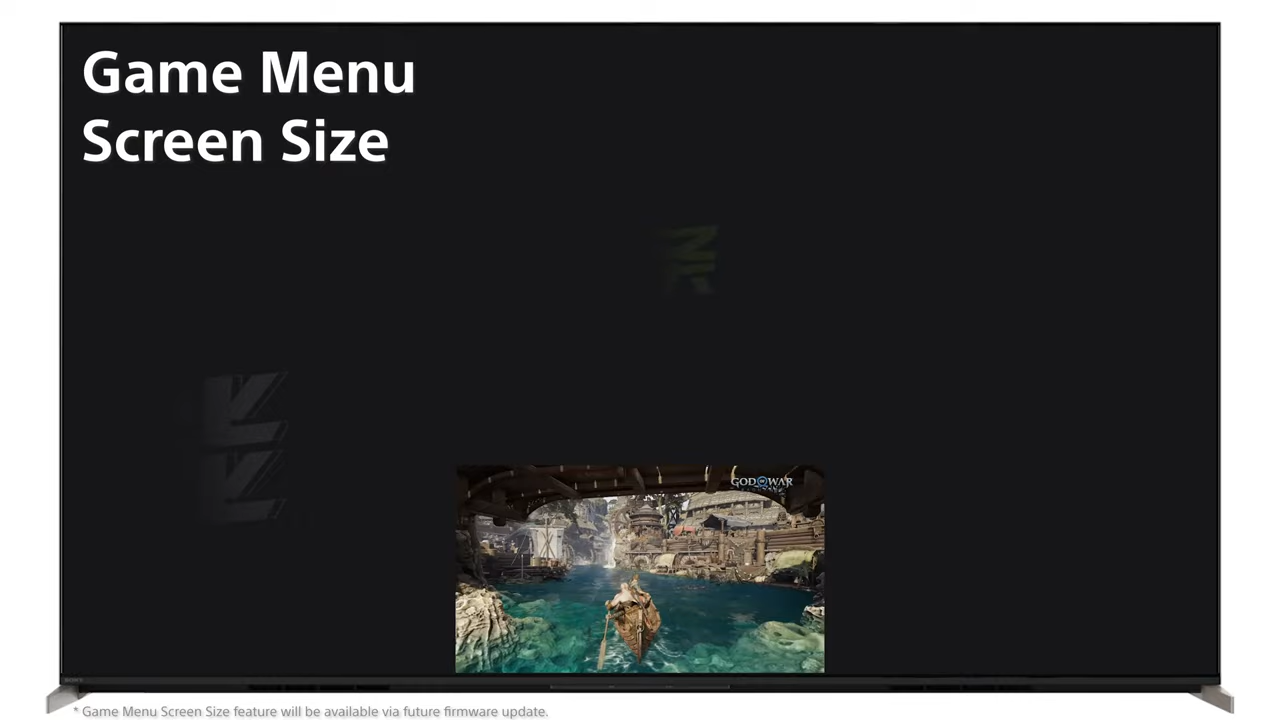 Game Menu
Screen Size
GOD OF WAR
SONY
* Game Menu Screen Size feature will be available via future firmware update.